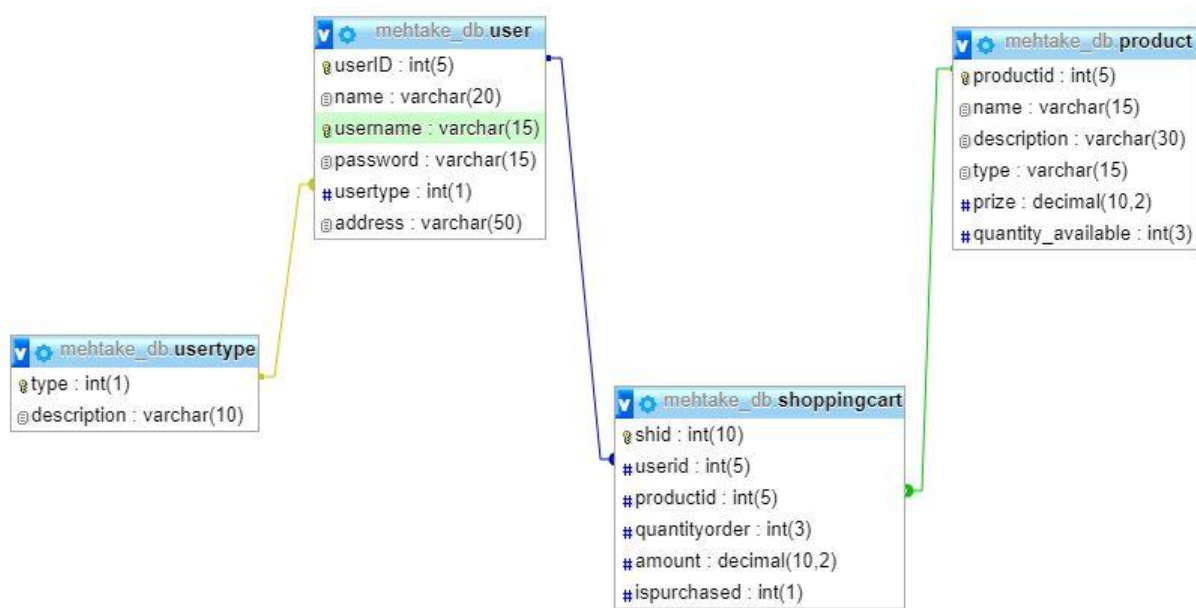 mehtake_db.user
userID : int(5)
name : varchar(20)
username : varchar(15)
password : varchar(15)
#usertype : int(1)
address : varchar(50)
mehtake_db.product
productid : int(5)
name : varchar(15)
description : varchar(30)
type : varchar(15)
#prize : decimal(10,2)
#quantity_available : int(3)
mehtake_db.usertype
type : int(1)
description : varchar(10)
mehtake_db.shoppingcart
shid : int(10)
#userid : int(5)
#productid : int(5)
#quantityorder : int(3)
#amount : decimal(10,2)
#ispurchased : int(1)